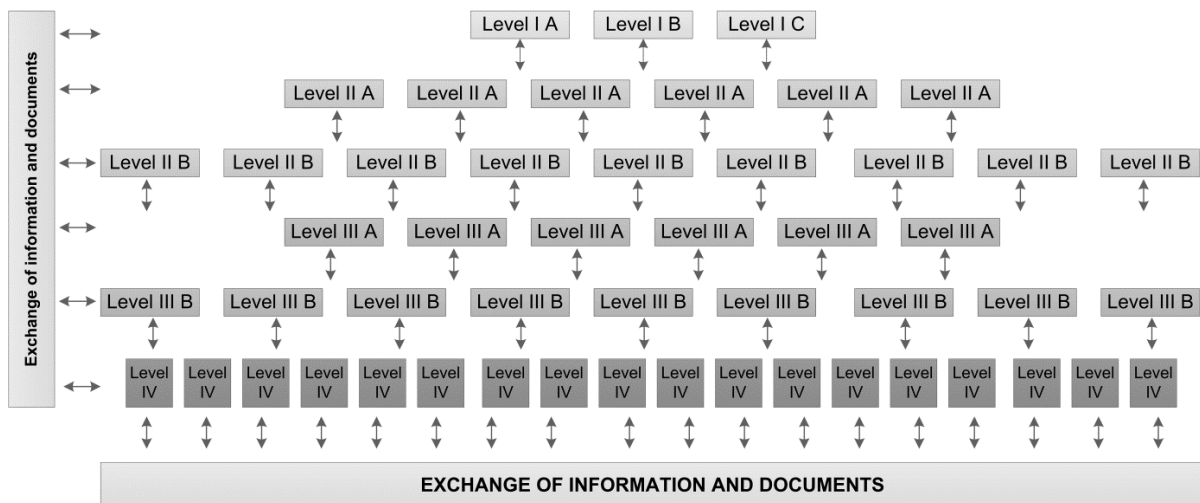 Exchange of information and documents
Level I A Level I B Level I C
Level II A Level II A Level II A Level II A Level II A Level II A
Level II B Level II B Level II B Level II B Level II B Level II B Level II B Level II B Level II B
Level III A Level III A Level III A Level III A Level III A Level III A
Level III B Level III B Level III B Level III B Level III B Level III B Level III B Level III B Level III B
Level Level Level Level Level Level Level Level Level Level Level Level Level Level Level Level Level Level
IV IV IV IV IV IV IV IV IV IV IV IV IV IV IV IV IV IV
EXCHANGE OF INFORMATION AND DOCUMENTS